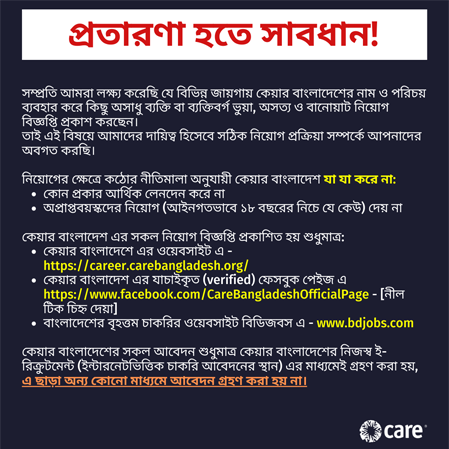 প্রতারণা হতে সাবধান!
সম্প্রতি আমরা লক্ষ্য করেছি যে বিভিন্ন জায়গায় কেয়ার বাংলাদেশের নাম ও পরিচয়
ব্যবহার করে কিছু অসাধু ব্যক্তি বা ব্যক্তিবর্গ ভুয়া, অসত্য ও বানোয়াট নিয়োগ
বিজ্ঞপ্তি প্রকাশ করছেন।
তাই এই বিষয়ে আমাদের দায়িত্ব হিসেবে সঠিক নিয়োগ প্রক্রিয়া সম্পর্কে আপনাদের
অবগত করছি।
নিয়োগের ক্ষেত্রে কঠোর নীতিমালা অনুযায়ী কেয়ার বাংলাদেশ যা যা করে না:
• কোন প্রকার আর্থিক লেনদেন করে না
• অপ্রাপ্তবয়স্কদের নিয়োগ (আইনগতভাবে ১৮ বছরের নিচে যে কেউ) দেয় না
কেয়ার বাংলাদেশ এর সকল নিয়োগ বিজ্ঞপ্তি প্রকাশিত হয় শুধুমাত্র:
• কেয়ার বাংলাদেশে এর ওয়েবসাইট এ -
https://career.carebangladesh.org/
• কেয়ার বাংলাদেশ এর যাচাইকৃত (verified) ফেসবুক পেইজ এ
https://www.facebook.com/CareBangladeshOfficialPage - [নীল
টিক চিহ্ন দেয়া]
• বাংলাদেশের বৃহত্তম চাকরির ওয়েবসাইট বিডিজবস এ - www.bdjobs.com
কেয়ার বাংলাদেশের সকল আবেদন শুধুমাত্র কেয়ার বাংলাদেশের নিজস্ব ই-
রিক্রুটমেন্ট (ইন্টারনেটভিত্তিক চাকরি আবেদনের স্থান) এর মাধ্যমেই গ্রহণ করা হয়,
এ ছাড়া অন্য কোনো মাধ্যমে আবেদন গ্রহণ করা হয় না।
care